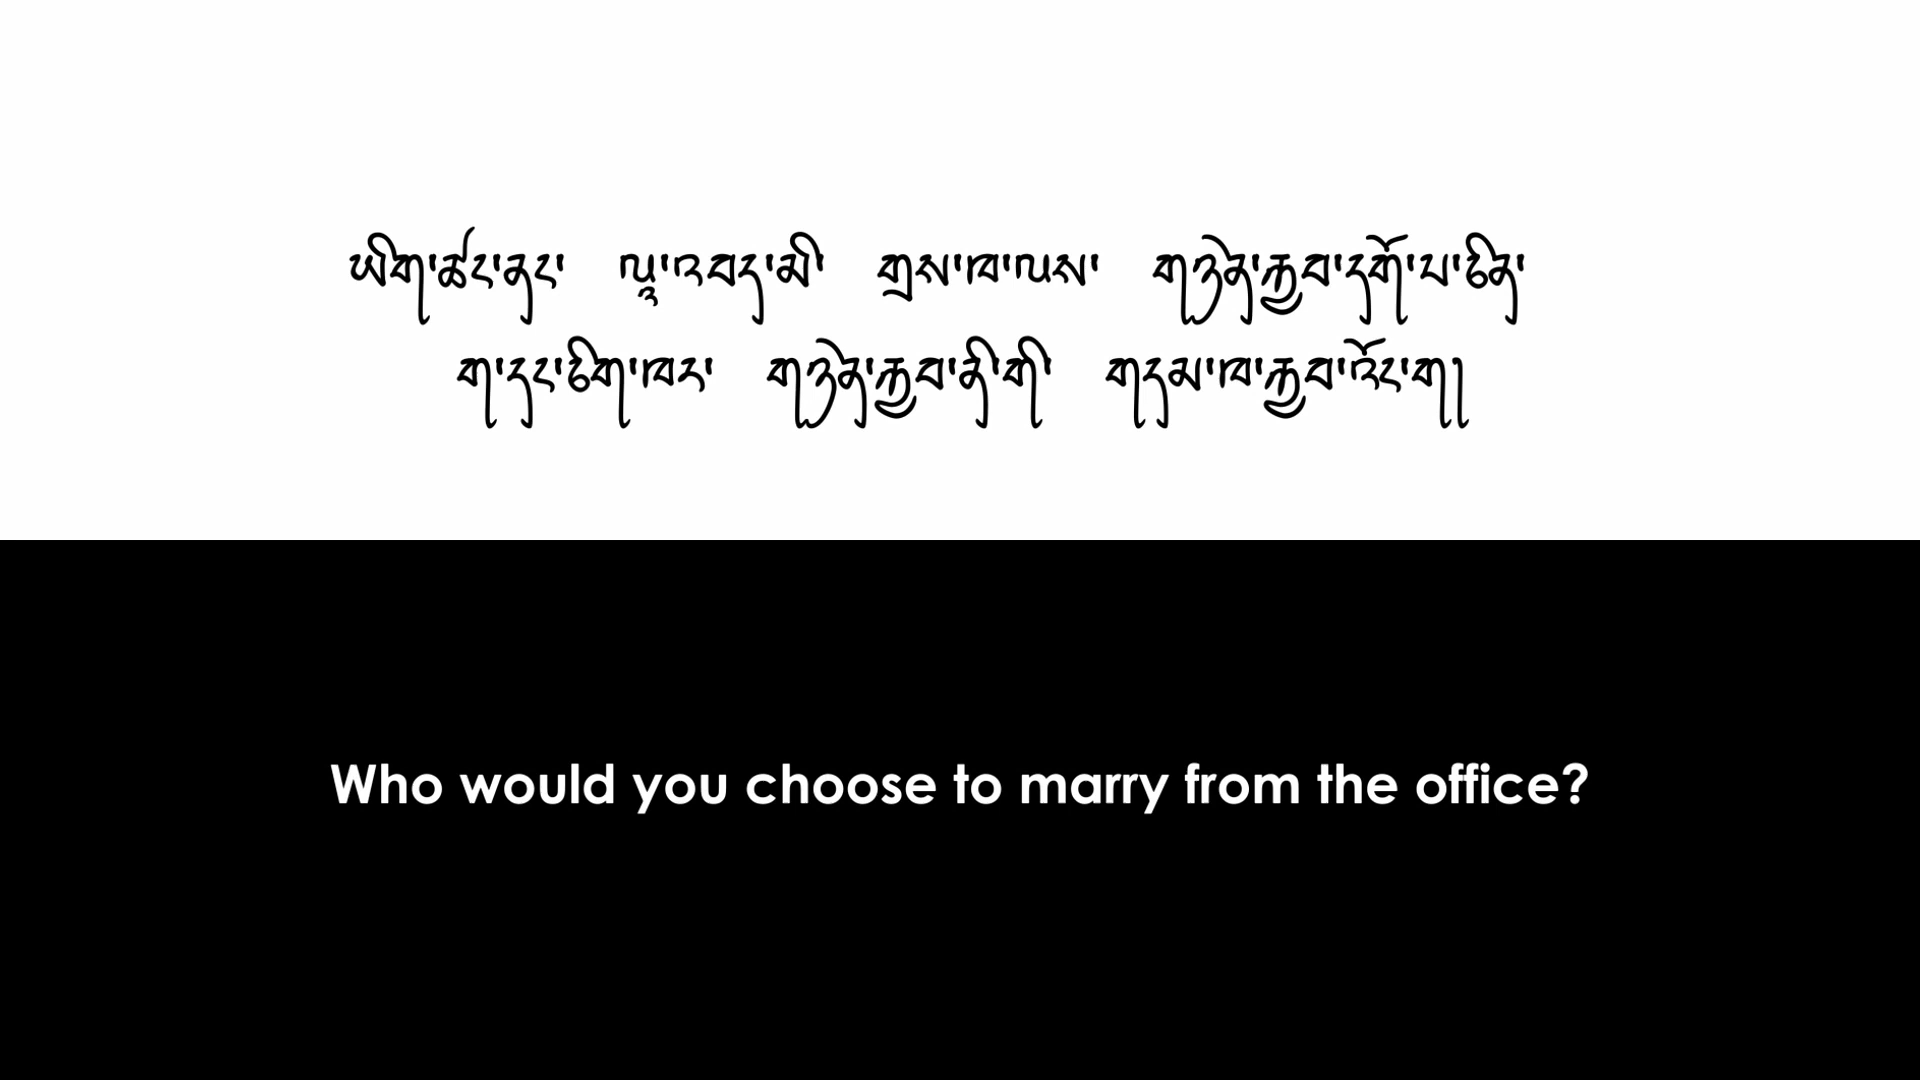 ཡིག་ཚང་ནང་ ལཱ་འབད་མི་ གྲས་ཁ་ལས་ གཉེན་རྐྱབ་དགོ་པ་ཅིན་
ག་དང་ཅིག་ཁར་ གཉེན་རྐྱབ་ནི་གི་ གདམ་ཁ་རྐྱབ་འོང་ག།
Who would you choose to marry from the office?